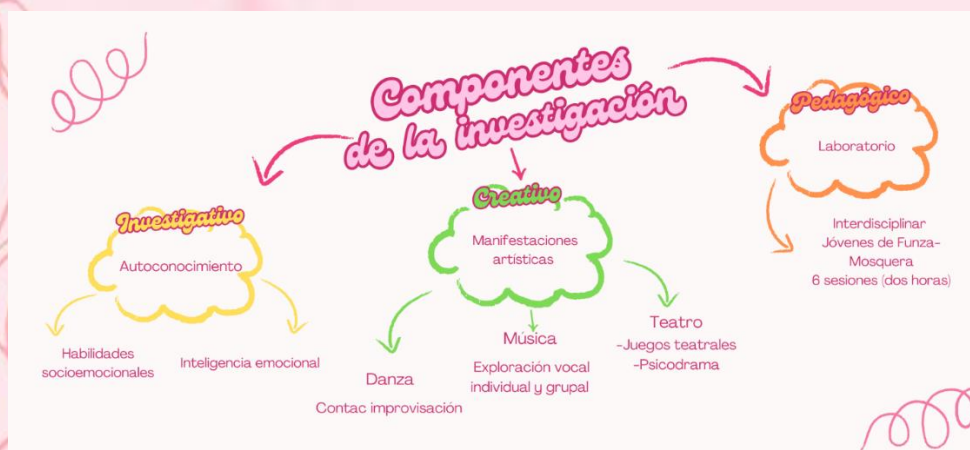 Componentes
de la investigación
Investigativo
Autoconocimiento
Habilidades
socioemocionales
Inteligencia emocional
Creativo
Manifestaciones
artísticas
Danza
Contac improvisación
Música
Exploración vocal
individual y grupal
Teatro
-Juegos teatrales
-Psicodrama
Pedagógico
Laboratorio
Interdisciplinar
Jóvenes de Funza-
Mosquera
6 sesiones (dos horas)